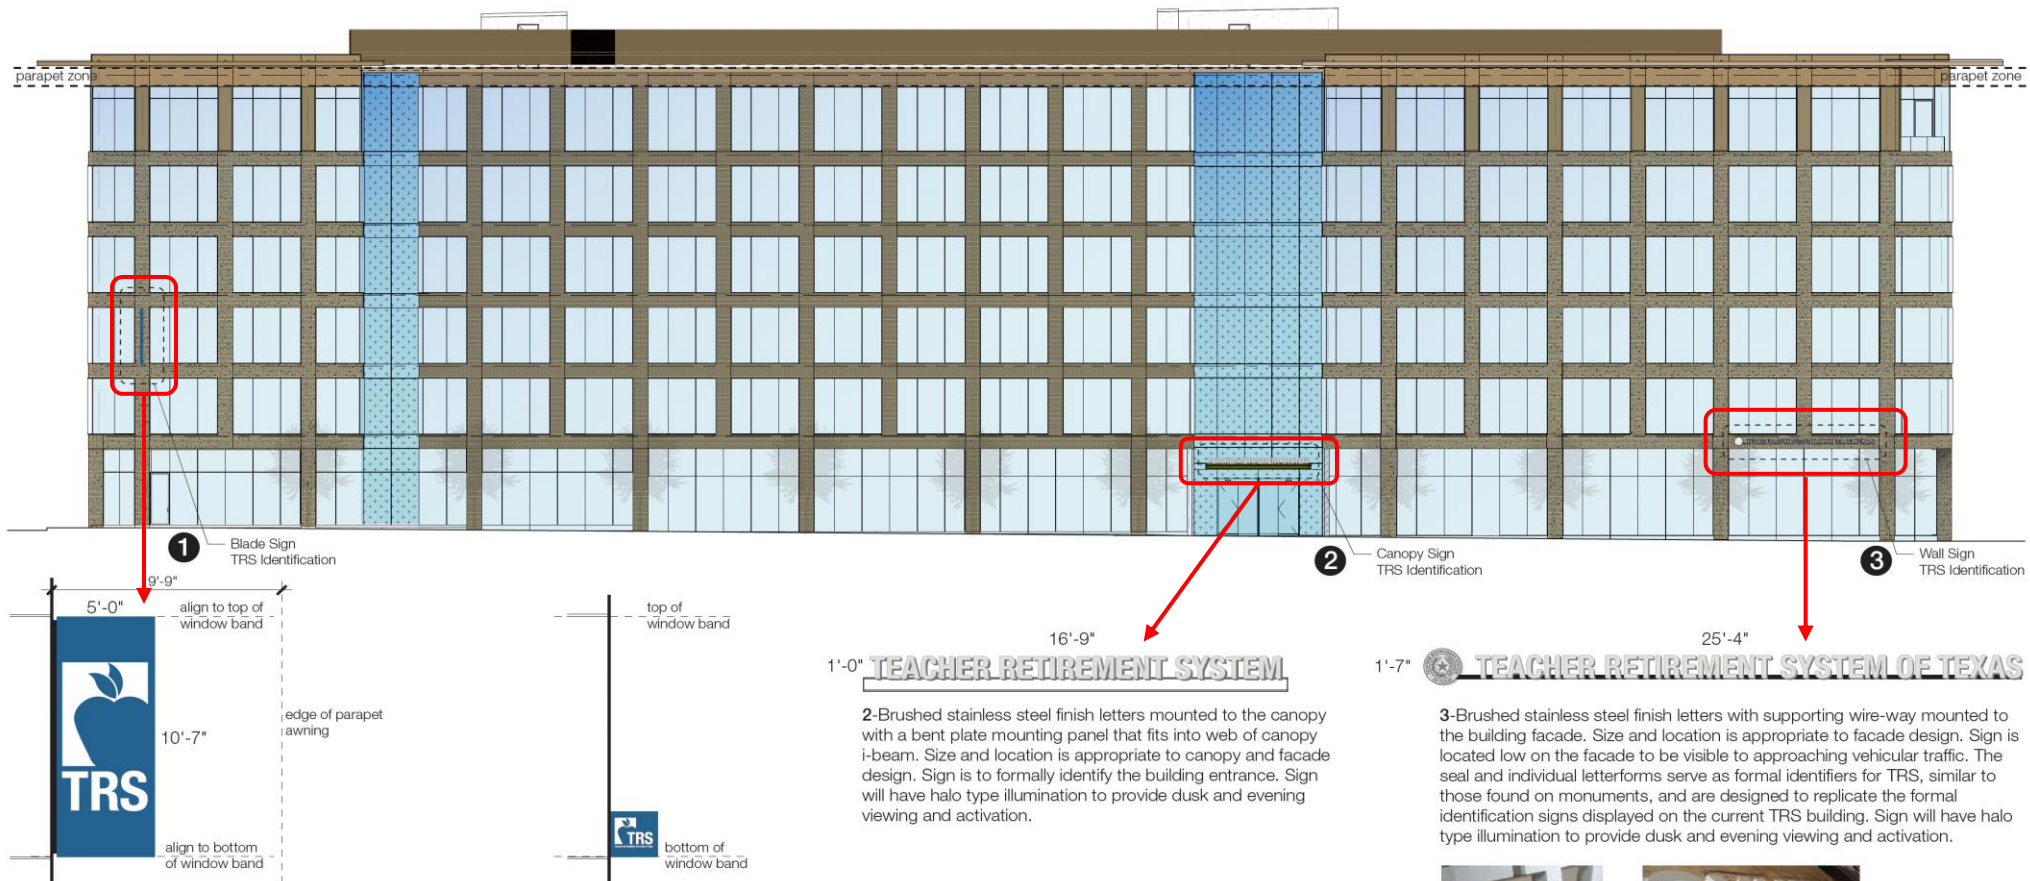 parapet zone
parapet zone
1
Blade Sign
TRS Identification
2
Canopy Sign
TRS Identification
3
Wall Sign
TRS Identification
9'-9"
5'-0"
align to top of
window band
TRS
10'-7"
edge of parapet
awning
align to bottom
of window band
top of
window band
TRS
bottom of
window band
16'-9"
1'-0"
TEACHER RETIREMENT SYSTEM
2-Brushed stainless steel finish letters mounted to the canopy
with a bent plate mounting panel that fits into web of canopy
i-beam. Size and location is appropriate to canopy and facade
design. Sign is to formally identify the building entrance. Sign
will have halo type illumination to provide dusk and evening
viewing and activation.
25'-4"
1'-7"
TEACHER RETIREMENT SYSTEM OF TEXAS
3-Brushed stainless steel finish letters with supporting wire-way mounted to
the building facade. Size and location is appropriate to facade design. Sign is
located low on the facade to be visible to approaching vehicular traffic. The
seal and individual letterforms serve as formal identifiers for TRS, similar to
those found on monuments, and are designed to replicate the formal
identification signs displayed on the current TRS building. Sign will have halo
type illumination to provide dusk and evening viewing and activation.